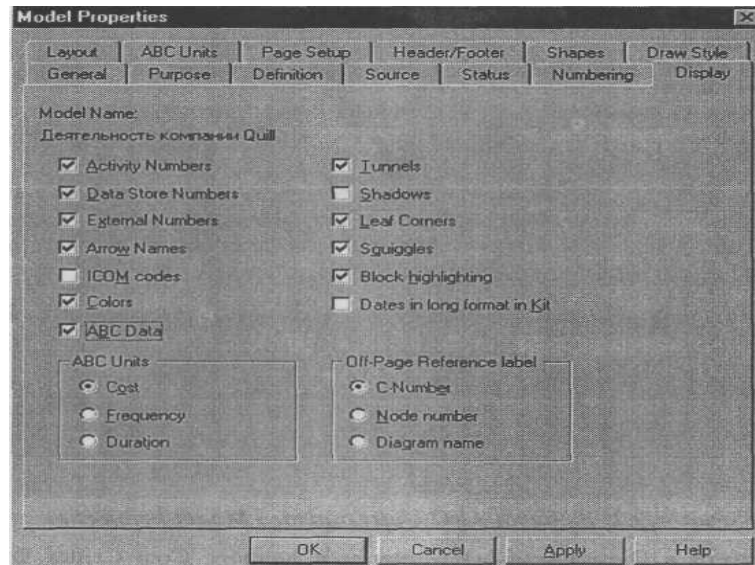 Model Properties
Layout ABC Units Page Setup Header/Footer Shapes Draw Style
General Purpose Definition Source Status Numbering Display
Model Name:
Деятельность компании Quill
Activity Numbers Tunnels
Data Store Numbers Shadows
External Numbers Leaf Corners
Arrow Names Squiggles
ICOM codes Block highlighting
Colors Dates in long format in Kit
ABC Data
ABC Units Off-Page Reference label
Cost C-Number
Frequency Node number
Duration Diagram name
OK Cancel Apply Help